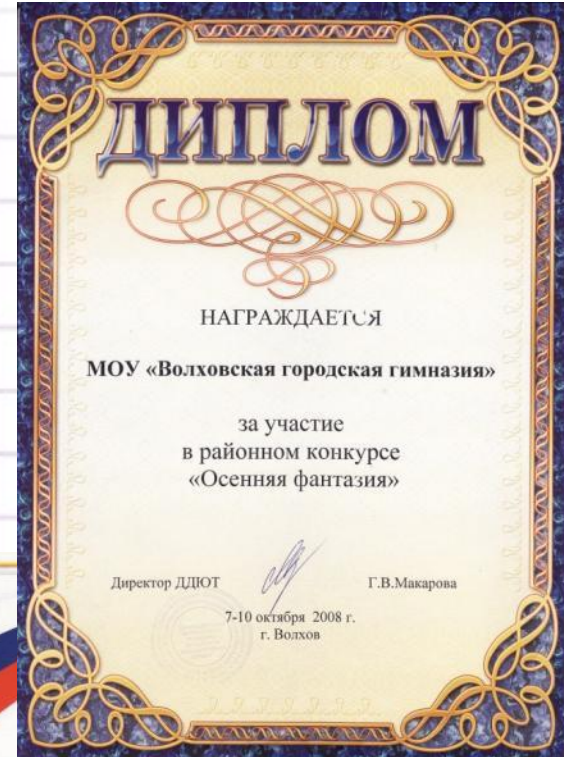 ДИПЛОМ
НАГРАЖДАЕТСЯ
МОУ «Волховская городская гимназия»
за участие
в районном конкурсе
«Осенняя фантазия»
Директор ДДЮТ Г.В.Макарова
7-10 октября 2008 г.
г. Волхов